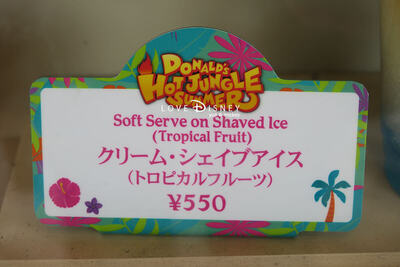 DONALD'S
HOT JUNGLE
SUMMER
LOVE DISNEY
Soft Serve on Shaved Ice
(Tropical Fruit)
クリーム・シェイブアイス
(トロピカルフルーツ)
¥550